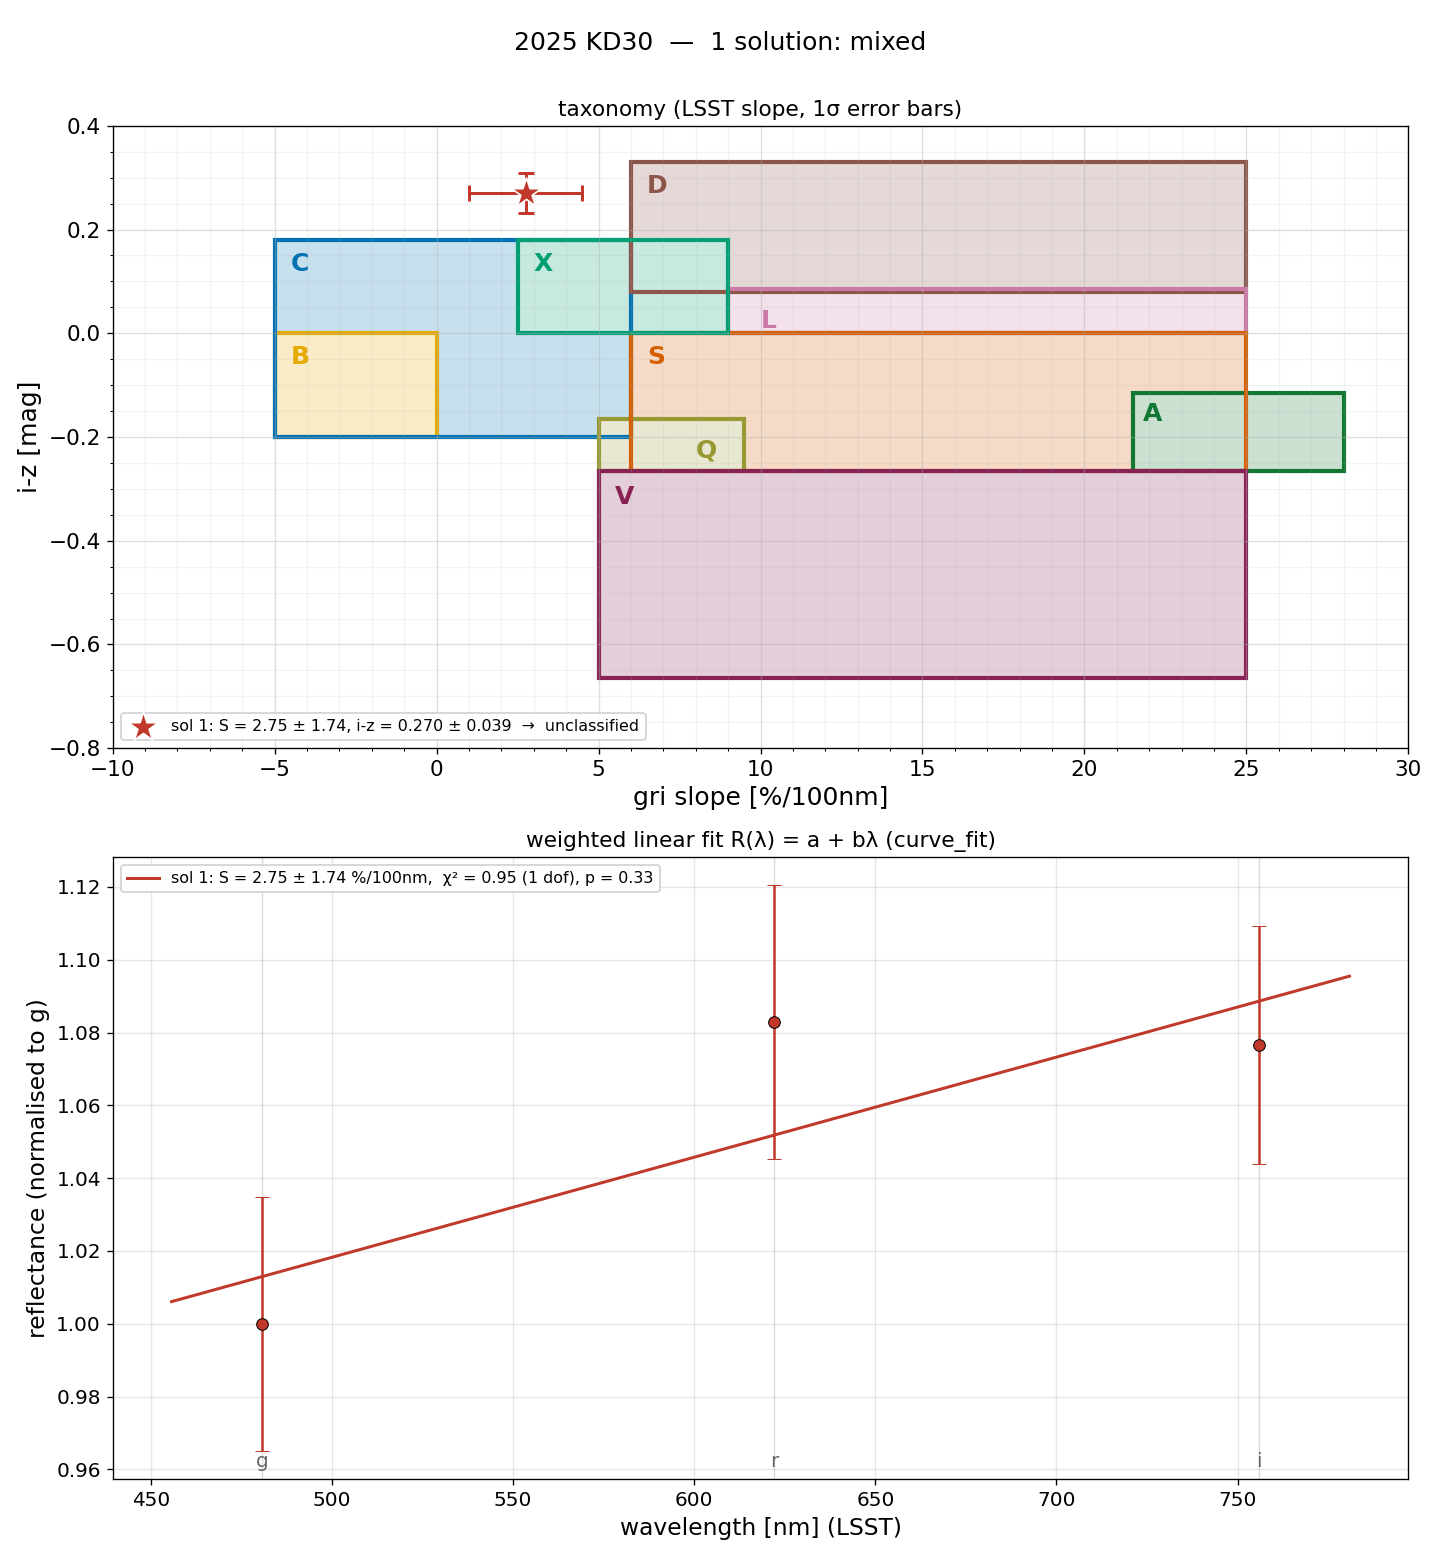 2025 KD30 — 1 solution: mixed
taxonomy (LSST slope, 1σ error bars)
0.4
0.2
0.0
−0.2
−0.4
−0.6
−0.8
i-z [mag]
D
C
X
L
B
S
A
Q
V
sol 1: S = 2.75 ± 1.74, i-z = 0.270 ± 0.039 → unclassified
−10 −5 0 5 10 15 20 25 30
gri slope [%/100nm]
weighted linear fit R(λ) = a + bλ (curve_fit)
sol 1: S = 2.75 ± 1.74 %/100nm, χ² = 0.95 (1 dof), p = 0.33
1.12
1.10
1.08
1.06
1.04
1.02
1.00
0.98
0.96
reflectance (normalised to g)
g r i
450 500 550 600 650 700 750
wavelength [nm] (LSST)